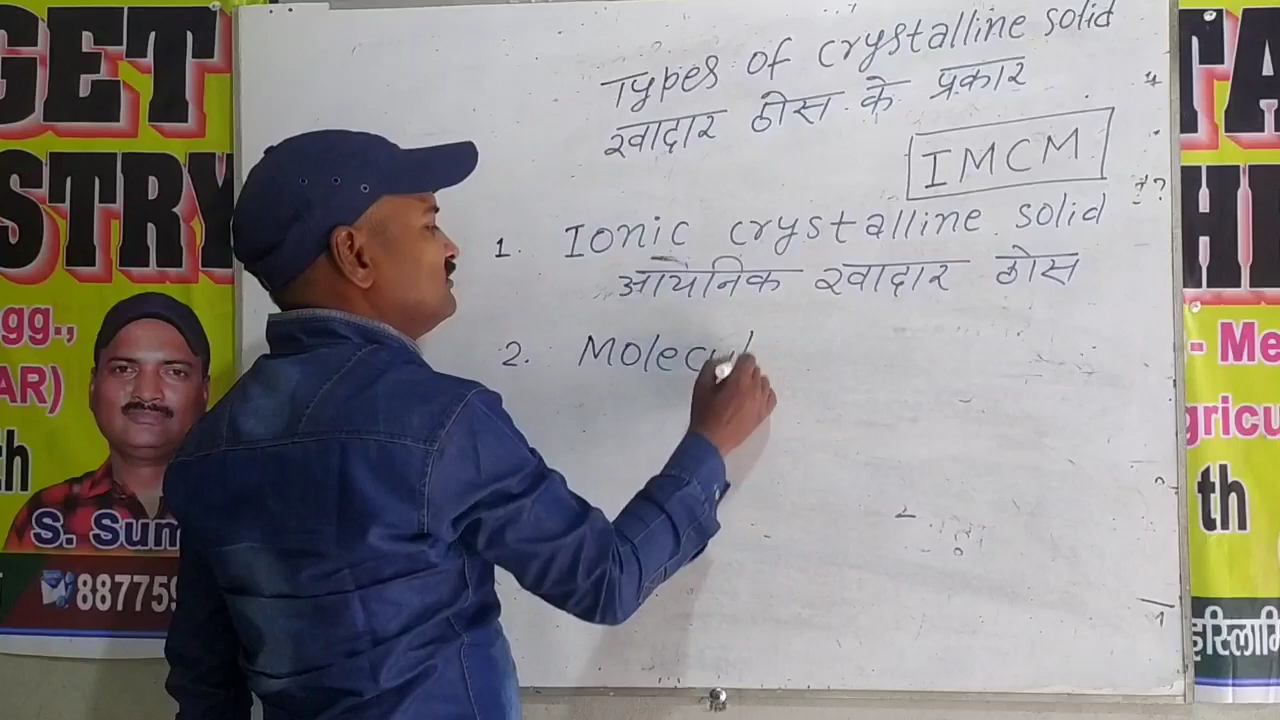 GET
STRY
gg.,
AR)
th
S. Sum
887759
Types of crystalline solid
रवादार ठोस के प्रकार
IMCM
1. Ionic crystalline solid
आयनिक रवादार ठोस
2. Molecul
TA
HE
- Me
gricu
th